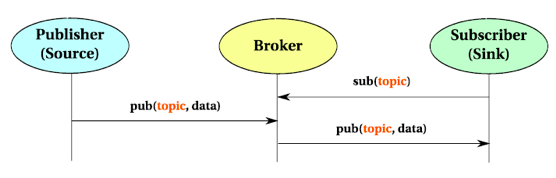 Publisher
(Source)
Broker
Subscriber
(Sink)
sub(topic)
pub(topic, data)
pub(topic, data)